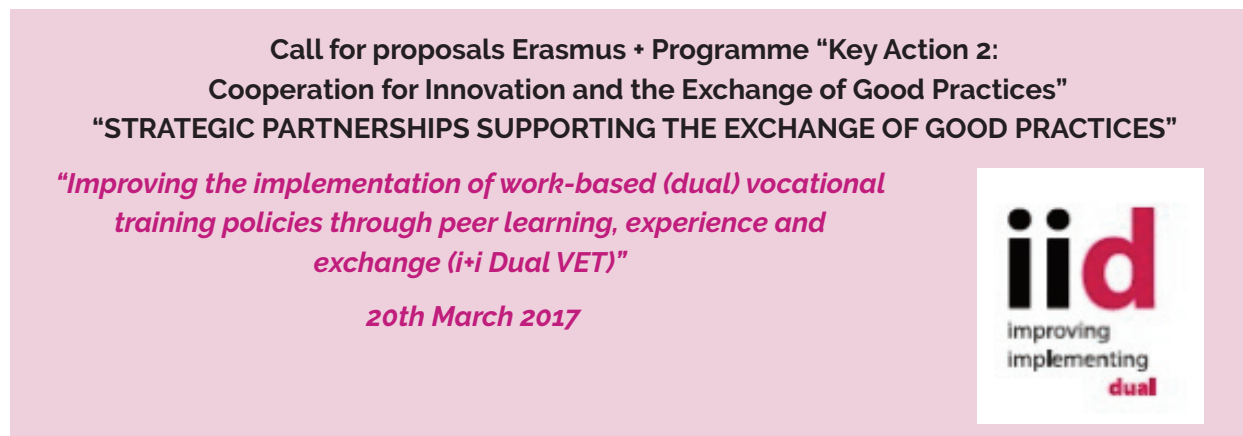 Call for proposals Erasmus + Programme “Key Action 2:
Cooperation for Innovation and the Exchange of Good Practices”
“STRATEGIC PARTNERSHIPS SUPPORTING THE EXCHANGE OF GOOD PRACTICES”
“Improving the implementation of work-based (dual) vocational
training policies through peer learning, experience and
exchange (i+i Dual VET)”
20th March 2017
iid
improving
implementing
dual